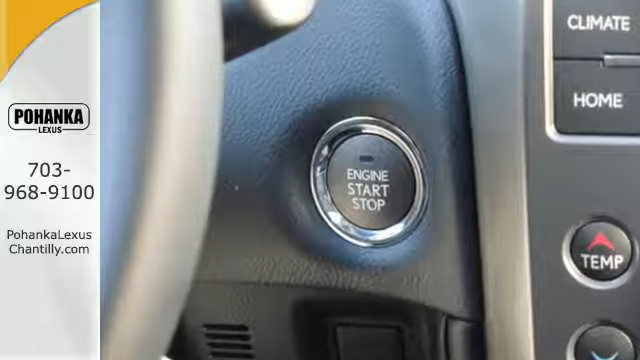 POHANKA
LEXUS
703-
968-9100
PohankaLexus
Chantilly.com
ENGINE
START
STOP
CLIMATE
HOME
TEMP